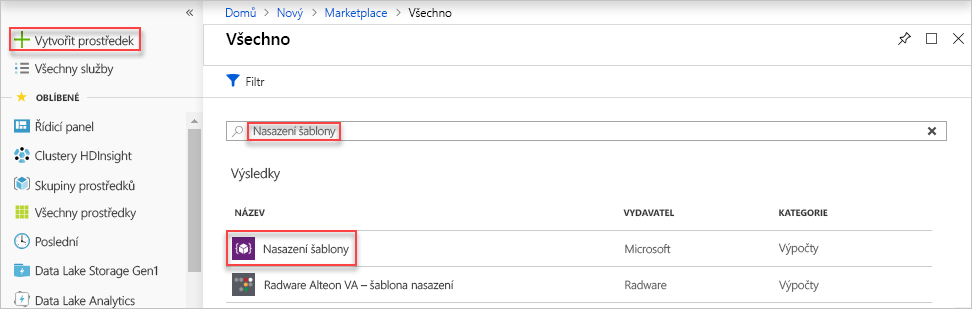 «
Vytvořit prostředek
Všechny služby
OBLÍBENÉ
Řídicí panel
Clustery HDInsight
Skupiny prostředků
Všechny prostředky
Poslední
Data Lake Storage Gen1
Data Lake Analytics
Domů > Nový > Marketplace > Všechno
Všechno
Filtr
Nasazení šablony
Výsledky
NÁZEV VYDAVATEL KATEGORIE
Nasazení šablony Microsoft Výpočty
Radware Alteon VA – šablona nasazení Radware Výpočty